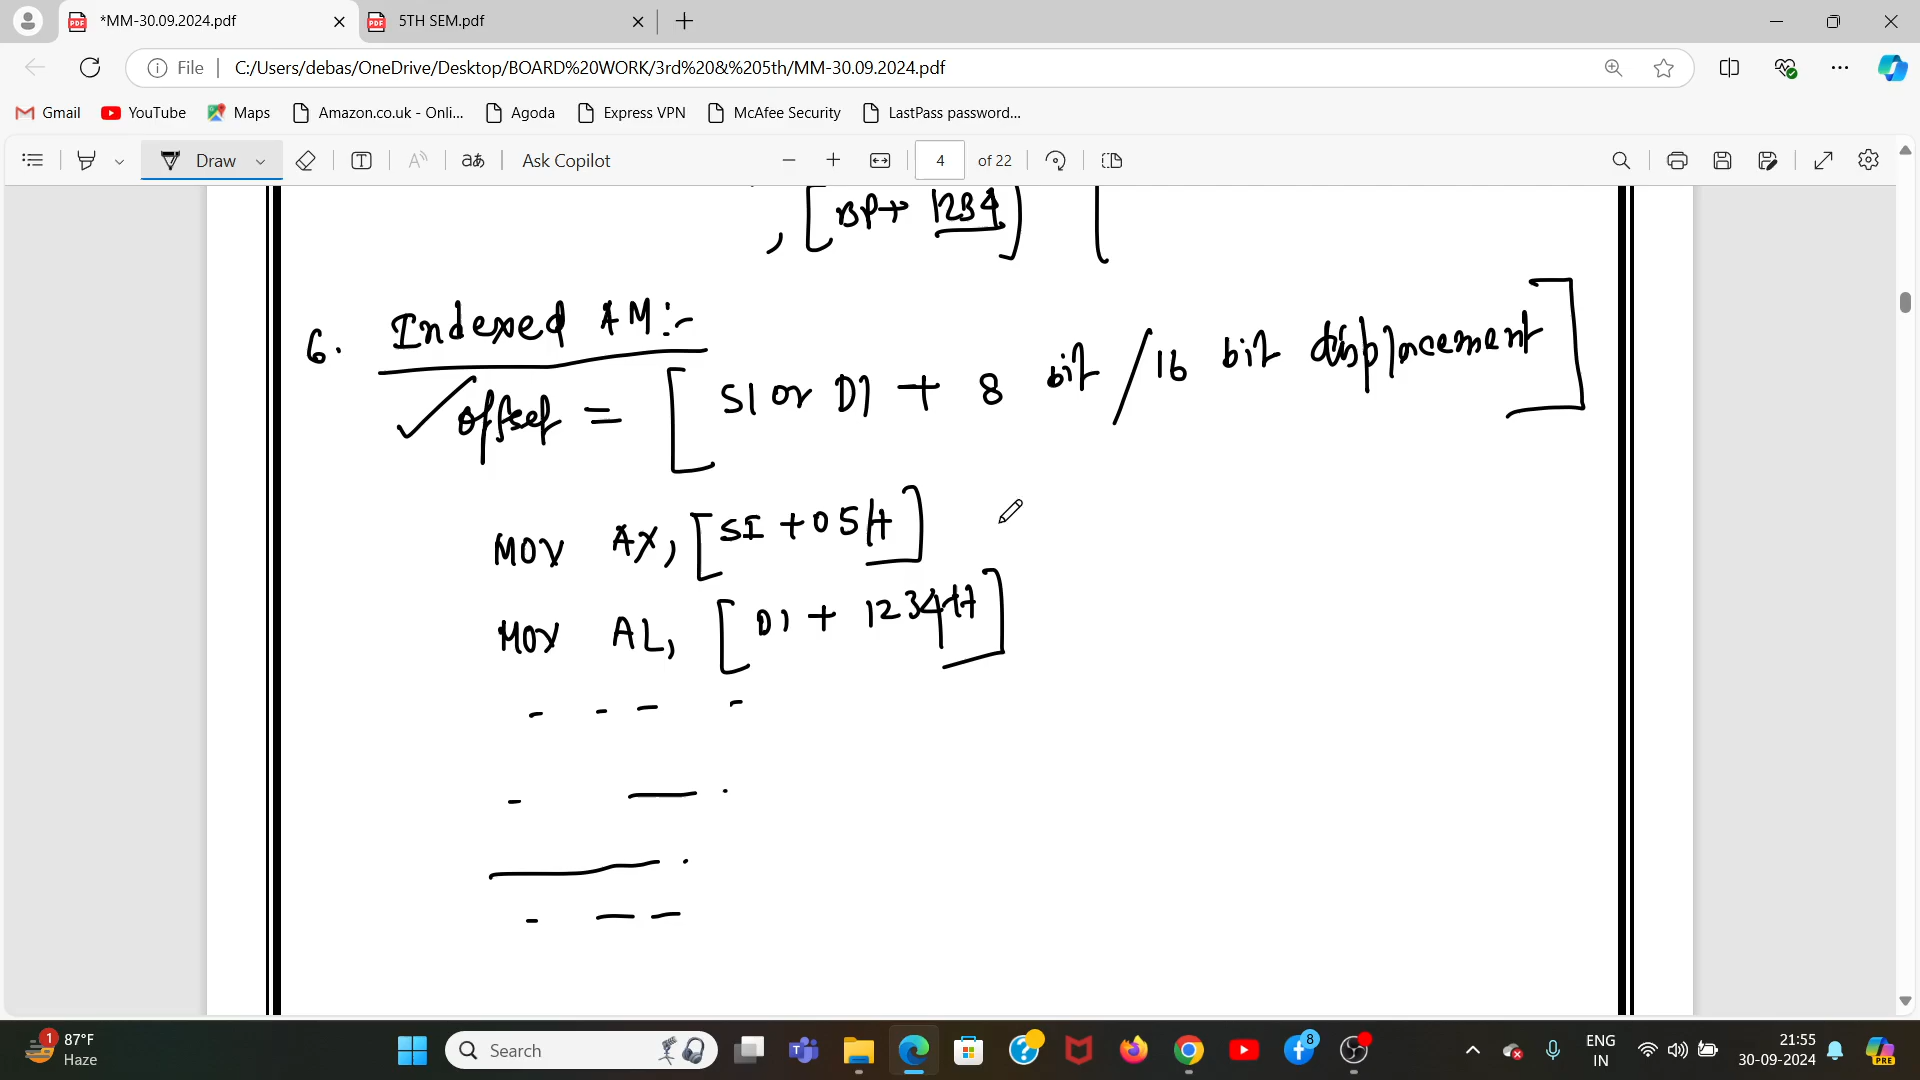 *MM-30.09.2024.pdf
5TH SEM.pdf
File
C:/Users/debas/OneDrive/Desktop/BOARD%20WORK/3rd%20&%205th/MM-30.09.2024.pdf
Gmail
YouTube
Maps
Amazon.co.uk - Onli...
Agoda
Express VPN
McAfee Security
LastPass password...
Draw
Ask Copilot
4 of 22
, [BP+ 1234]
6. Indexed AM:-
✓ offset = [SI or DI + 8 bit / 16 bit displacement]
MOV AX, [SI + 05H]
MOV AL, [DI + 1234H]
1
87°F
Haze
Search
8
ENG
IN
21:55
30-09-2024
PRE